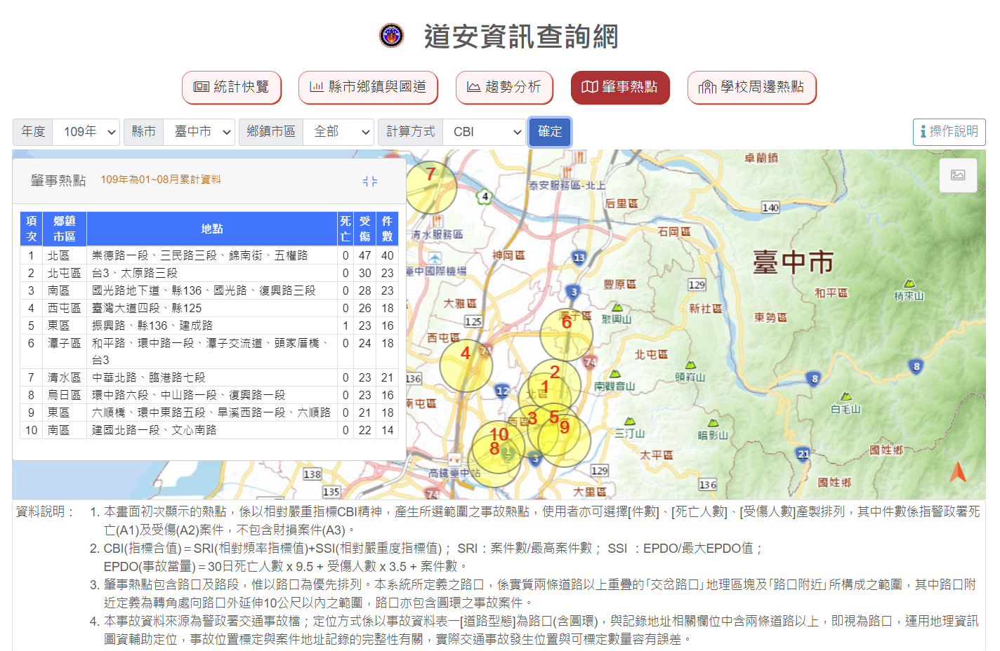 道安資訊查詢網
統計快覽
縣市鄉鎮與國道
趨勢分析
肇事熱點
學校周邊熱點
年度 109年 縣市 臺中市 鄉鎮市區 全部 計算方式 CBI 確定
操作說明
肇事熱點 109年為01~08月累計資料
項次 鄉鎮市區 地點 死亡 受傷 件數
1 北區 崇德路一段、三民路三段、錦南街、五權路 0 47 40
2 北屯區 台3、太原路三段 0 30 23
3 南區 國光路地下道、縣136、國光路、復興路三段 0 28 23
4 西屯區 臺灣大道四段、縣125 0 26 18
5 東區 振興路、縣136、建成路 1 23 16
6 潭子區 和平路、環中路一段、潭子交流道、頭家厝橋、 0 24 18
台3
7 清水區 中華北路、臨港路七段 0 23 21
8 烏日區 環中路六段、中山路一段、復興路一段 0 23 16
9 東區 六順橋、環中東路五段、旱溪西路一段、六順路 0 21 18
10 南區 建國北路一段、文心南路 0 22 14
7
卓蘭鎮
泰安服務區-北上
4
后里區
140
清水服務區
石岡區
神岡區
13
臺中市
臺中國際機場
豐原區
129
3
和平區
稍來山
大雅區
新社區
東勢區
潭子區
聚興山
125
6
西屯區
74
4
北屯區
74
8
136
2
頭嵙山
8
南觀音山
1
北區
12
南屯區
白毛山
西區
3
5
9
三汀山
暗影山
10
8
3
太平區
21
國姓鄉
高鐵臺中站
138
129
135
74
大里區
136
國姓鄉
資料說明：
1. 本畫面初次顯示的熱點，係以相對嚴重指標CBI精神，產生所選範圍之事故熱點，使用者亦可選擇[件數]、[死亡人數]、[受傷人數]產製排列，其中件數係指警政署死
亡(A1)及受傷(A2)案件，不包含財損案件(A3)。
2. CBI(指標合值)＝SRI(相對頻率指標值)+SSI(相對嚴重度指標值)； SRI：案件數/最高案件數； SSI ：EPDO/最大EPDO值；
EPDO(事故當量)＝30日死亡人數 x 9.5 + 受傷人數 x 3.5 + 案件數。
3. 肇事熱點包含路口及路段，惟以路口為優先排列。本系統所定義之路口，係實質兩條道路以上重疊的｢交岔路口｣地理區塊及｢路口附近｣所構成之範圍，其中路口附
近定義為轉角處向路口外延伸10公尺以內之範圍，路口亦包含圓環之事故案件。
4. 本事故資料來源為警政署交通事故檔；定位方式係以事故資料表一[道路型態]為路口(含圓環)，與記錄地址相關欄位中含兩條道路以上，即視為路口，運用地理資訊
圖資輔助定位，事故位置標定與案件地址記錄的完整性有關，實際交通事故發生位置與可標定數量容有誤差。